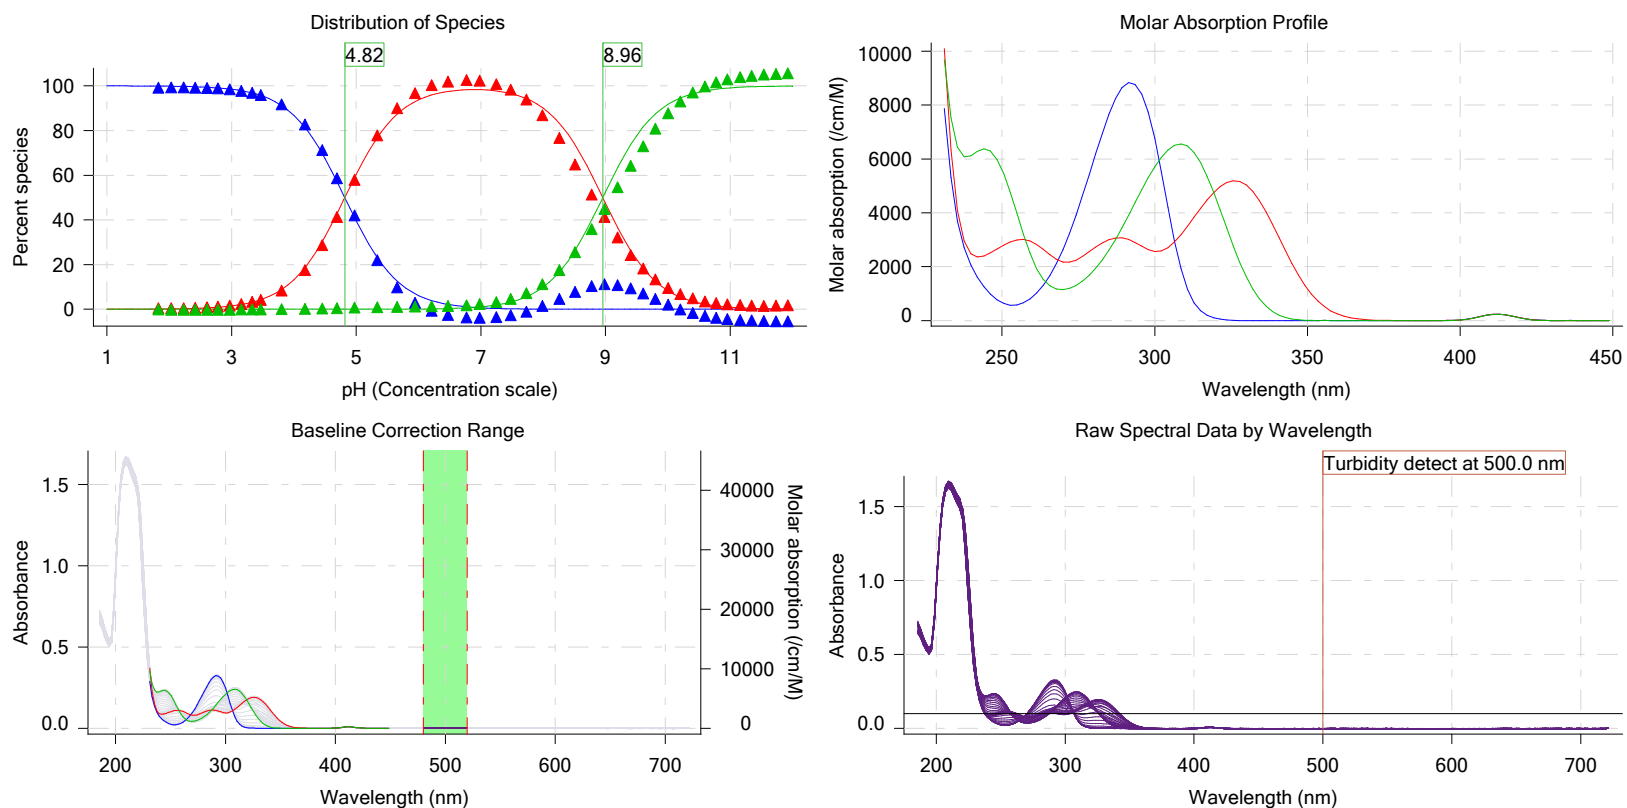 Distribution of Species
4.82
8.96
100
80
60
40
20
0
Percent species
1 3 5 7 9 11
pH (Concentration scale)
Molar Absorption Profile
10000
8000
6000
4000
2000
0
Molar absorption (/cm/M)
250 300 350 400 450
Wavelength (nm)
Baseline Correction Range
1.5
1.0
0.5
0.0
Absorbance
40000
30000
20000
10000
0
Molar absorption (/cm/M)
200 300 400 500 600 700
Wavelength (nm)
Raw Spectral Data by Wavelength
Turbidity detect at 500.0 nm
1.5
1.0
0.5
0.0
Absorbance
200 300 400 500 600 700
Wavelength (nm)